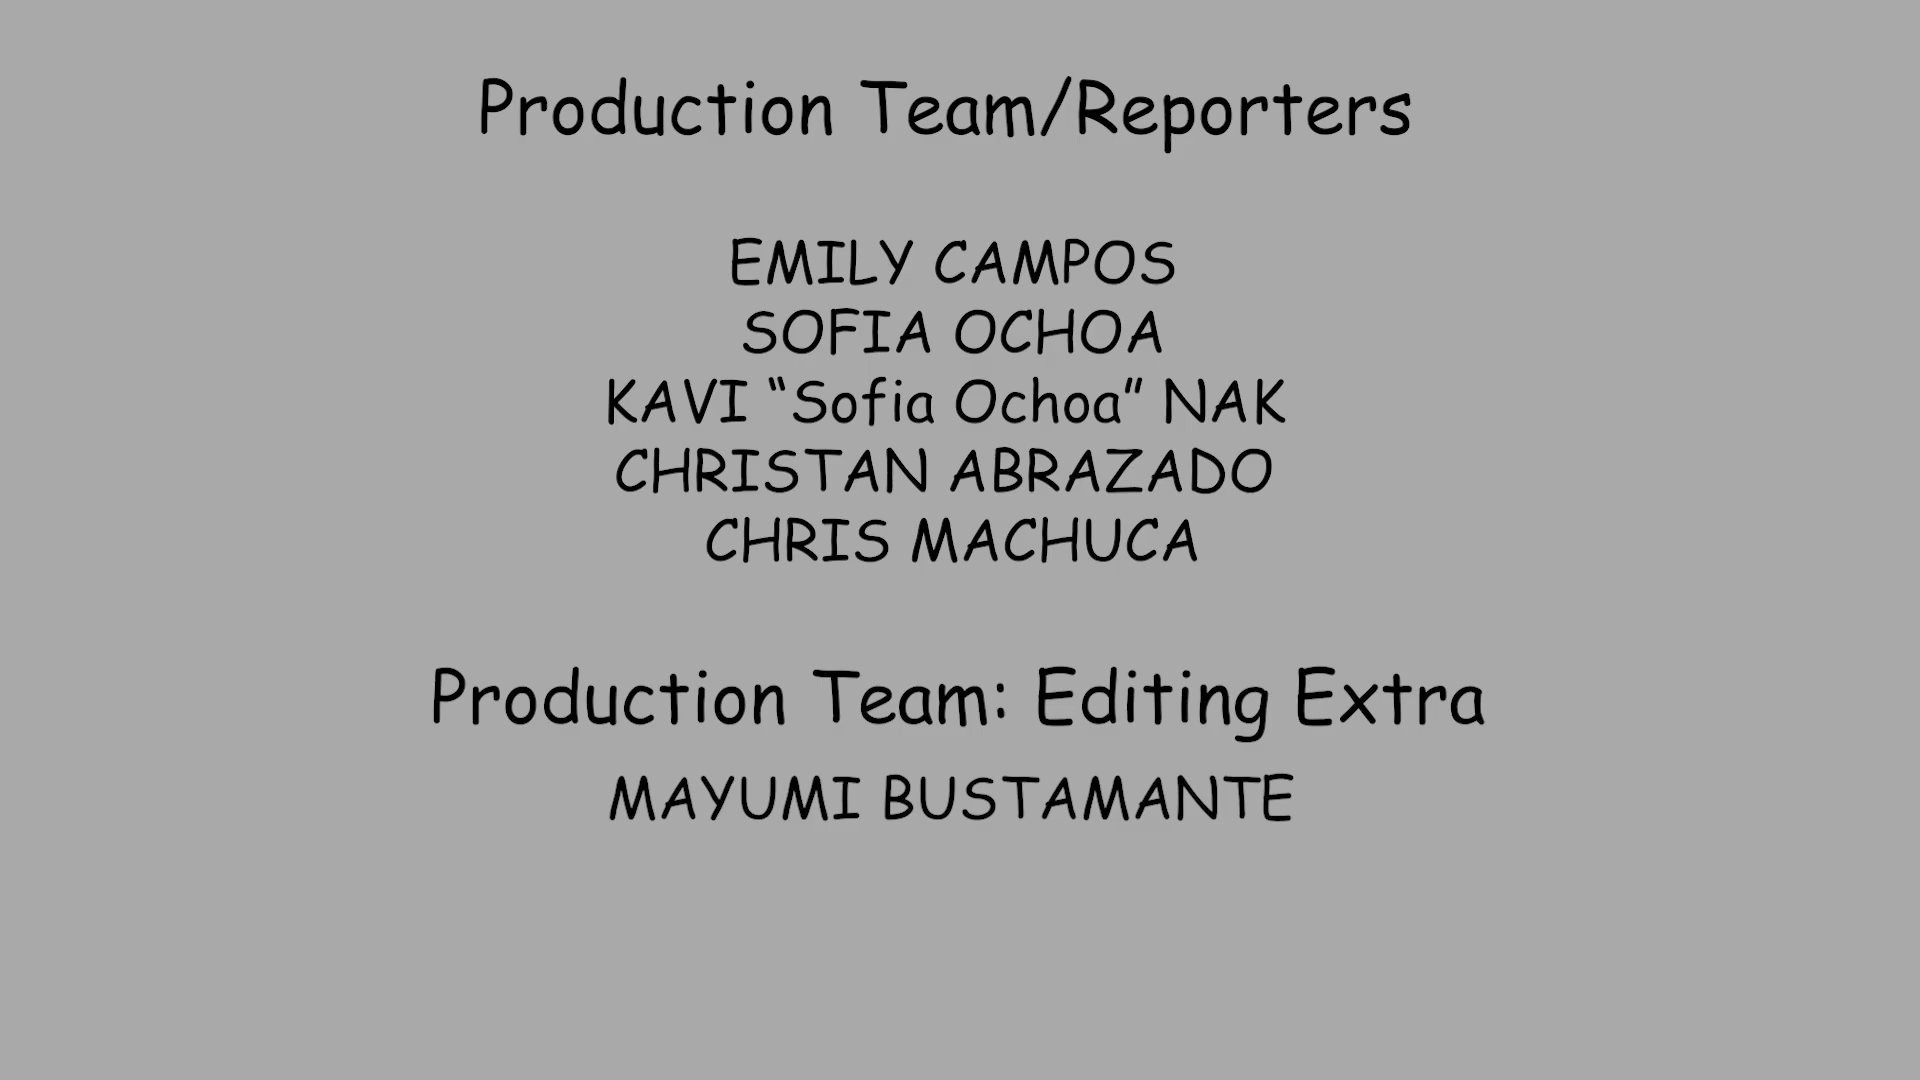 Production Team/Reporters
EMILY CAMPOS
SOFIA OCHOA
KAVI “Sofia Ochoa” NAK
CHRISTAN ABRAZADO
CHRIS MACHUCA
Production Team: Editing Extra
MAYUMI BUSTAMANTE